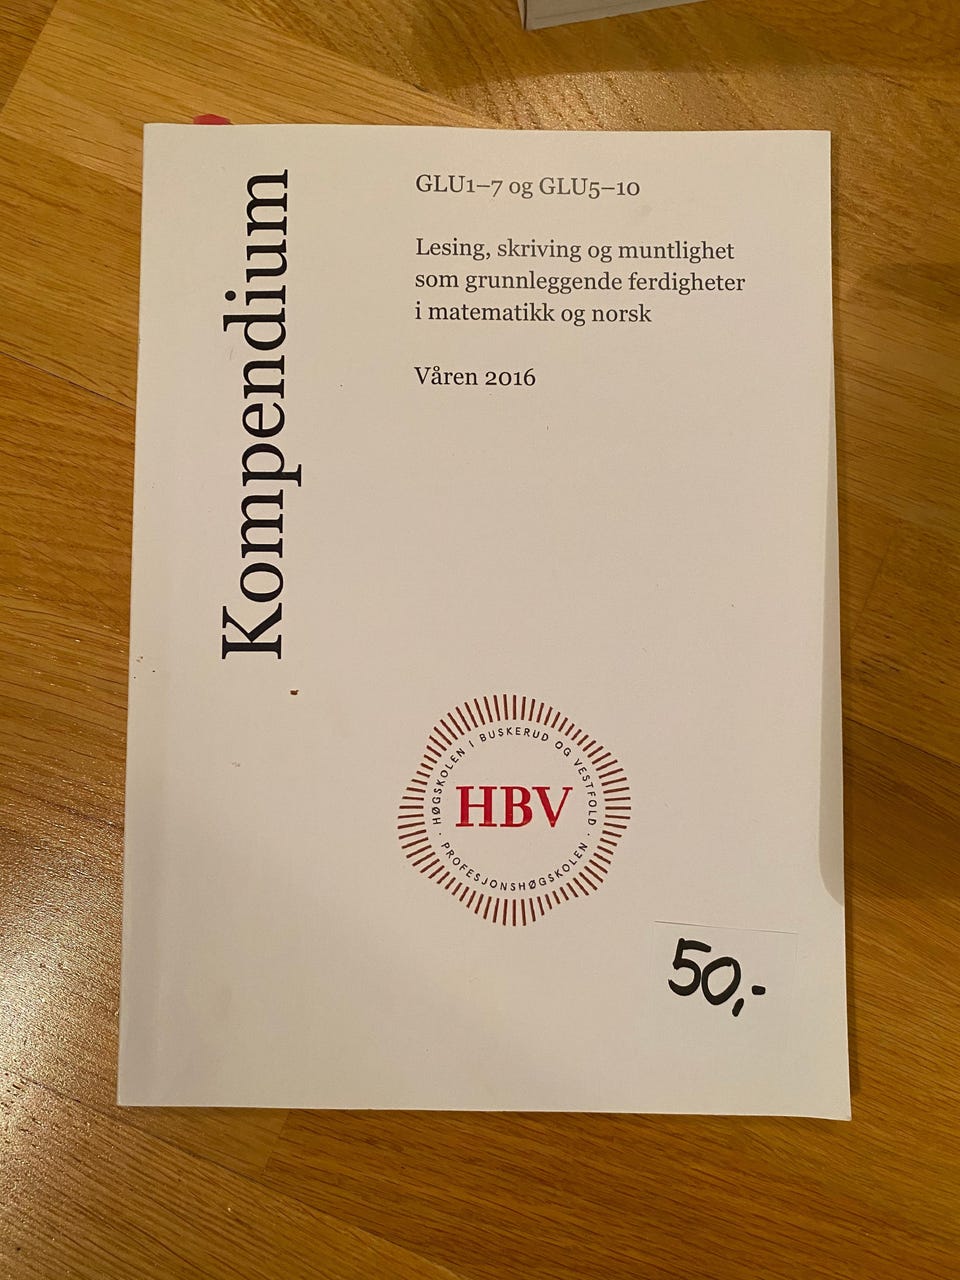 Kompendium
GLU1–7 og GLU5–10
Lesing, skriving og muntlighet
som grunnleggende ferdigheter
i matematikk og norsk
Våren 2016
· HØGSKOLEN I BUSKERUD OG VESTFOLD ·
HBV
PROFESJONSHØGSKOLEN
50,-